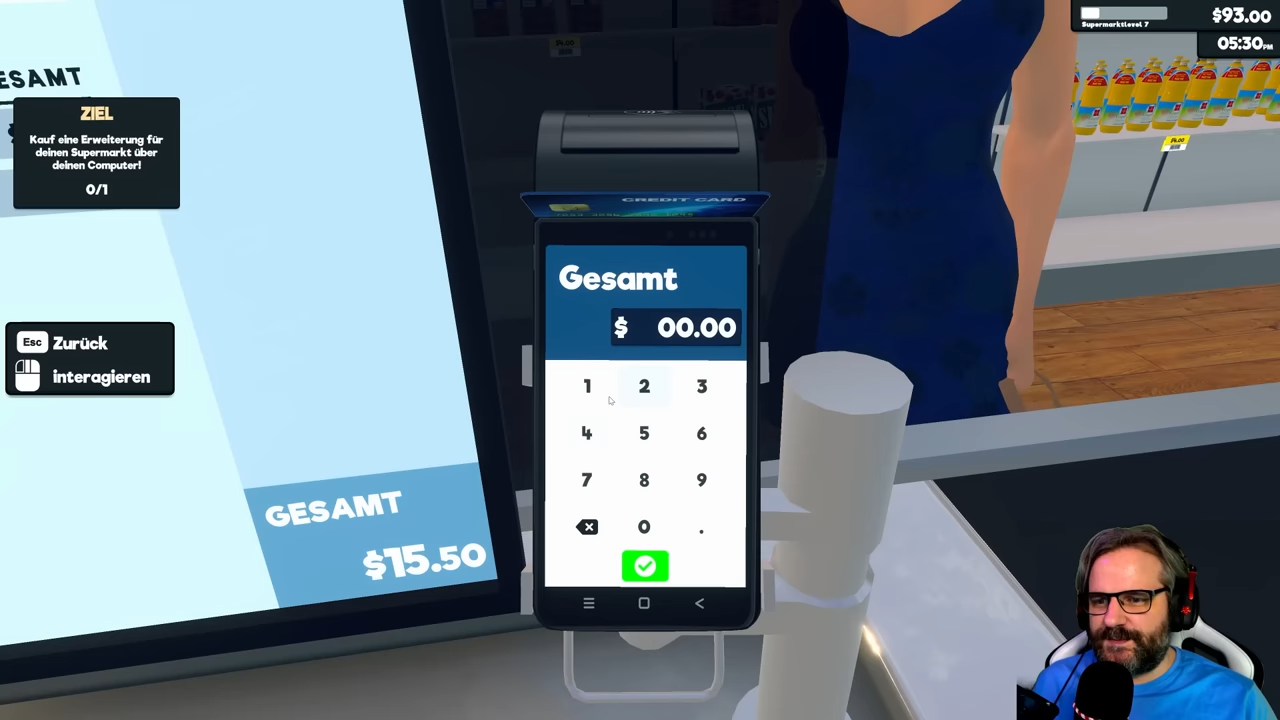 $93.00
Supermarktlevel 7
05:30PM
ESAMT
ZIEL
Kauf eine Erweiterung für
deinen Supermarkt über
deinen Computer!
0/1
CREDIT CARD
Gesamt
$ 00.00
Esc Zurück
interagieren
1 2 3
4 5 6
7 8 9
0 .
GESAMT
$15.50